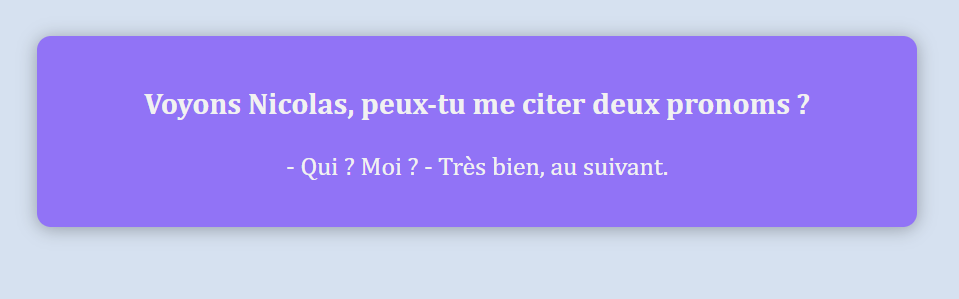 Voyons Nicolas, peux-tu me citer deux pronoms ?
- Qui ? Moi ? - Très bien, au suivant.